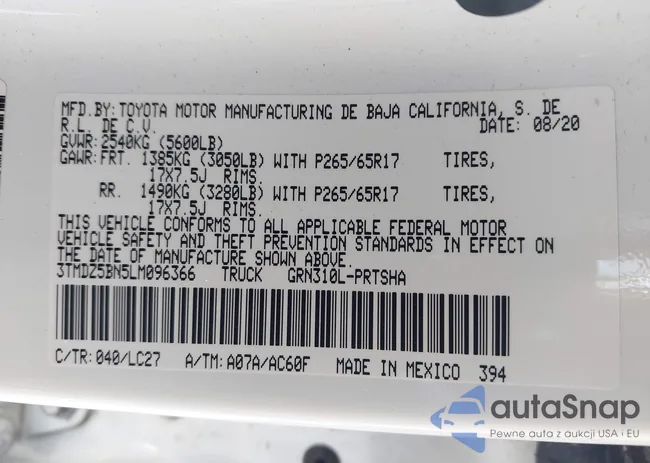 MFD.BY:TOYOTA MOTOR MANUFACTURING DE BAJA CALIFORNIA, S. DE
R.L. DE C.V. DATE: 08/20
GVWR:2540KG (5600LB)
GAWR:FRT. 1385KG (3050LB) WITH P265/65R17 TIRES,
17X7.5J RIMS.
RR. 1490KG (3280LB) WITH P265/65R17 TIRES,
17X7.5J RIMS.
THIS VEHICLE CONFORMS TO ALL APPLICABLE FEDERAL MOTOR
VEHICLE SAFETY AND THEFT PREVENTION STANDARDS IN EFFECT ON
THE DATE OF MANUFACTURE SHOWN ABOVE.
3TMDZ5BN5LM096366 TRUCK GRN310L-PRTSHA
C/TR:040/LC27 A/TM:A07A/AC60F MADE IN MEXICO 394
autaSnap
Pewne auta z aukcji USA i EU